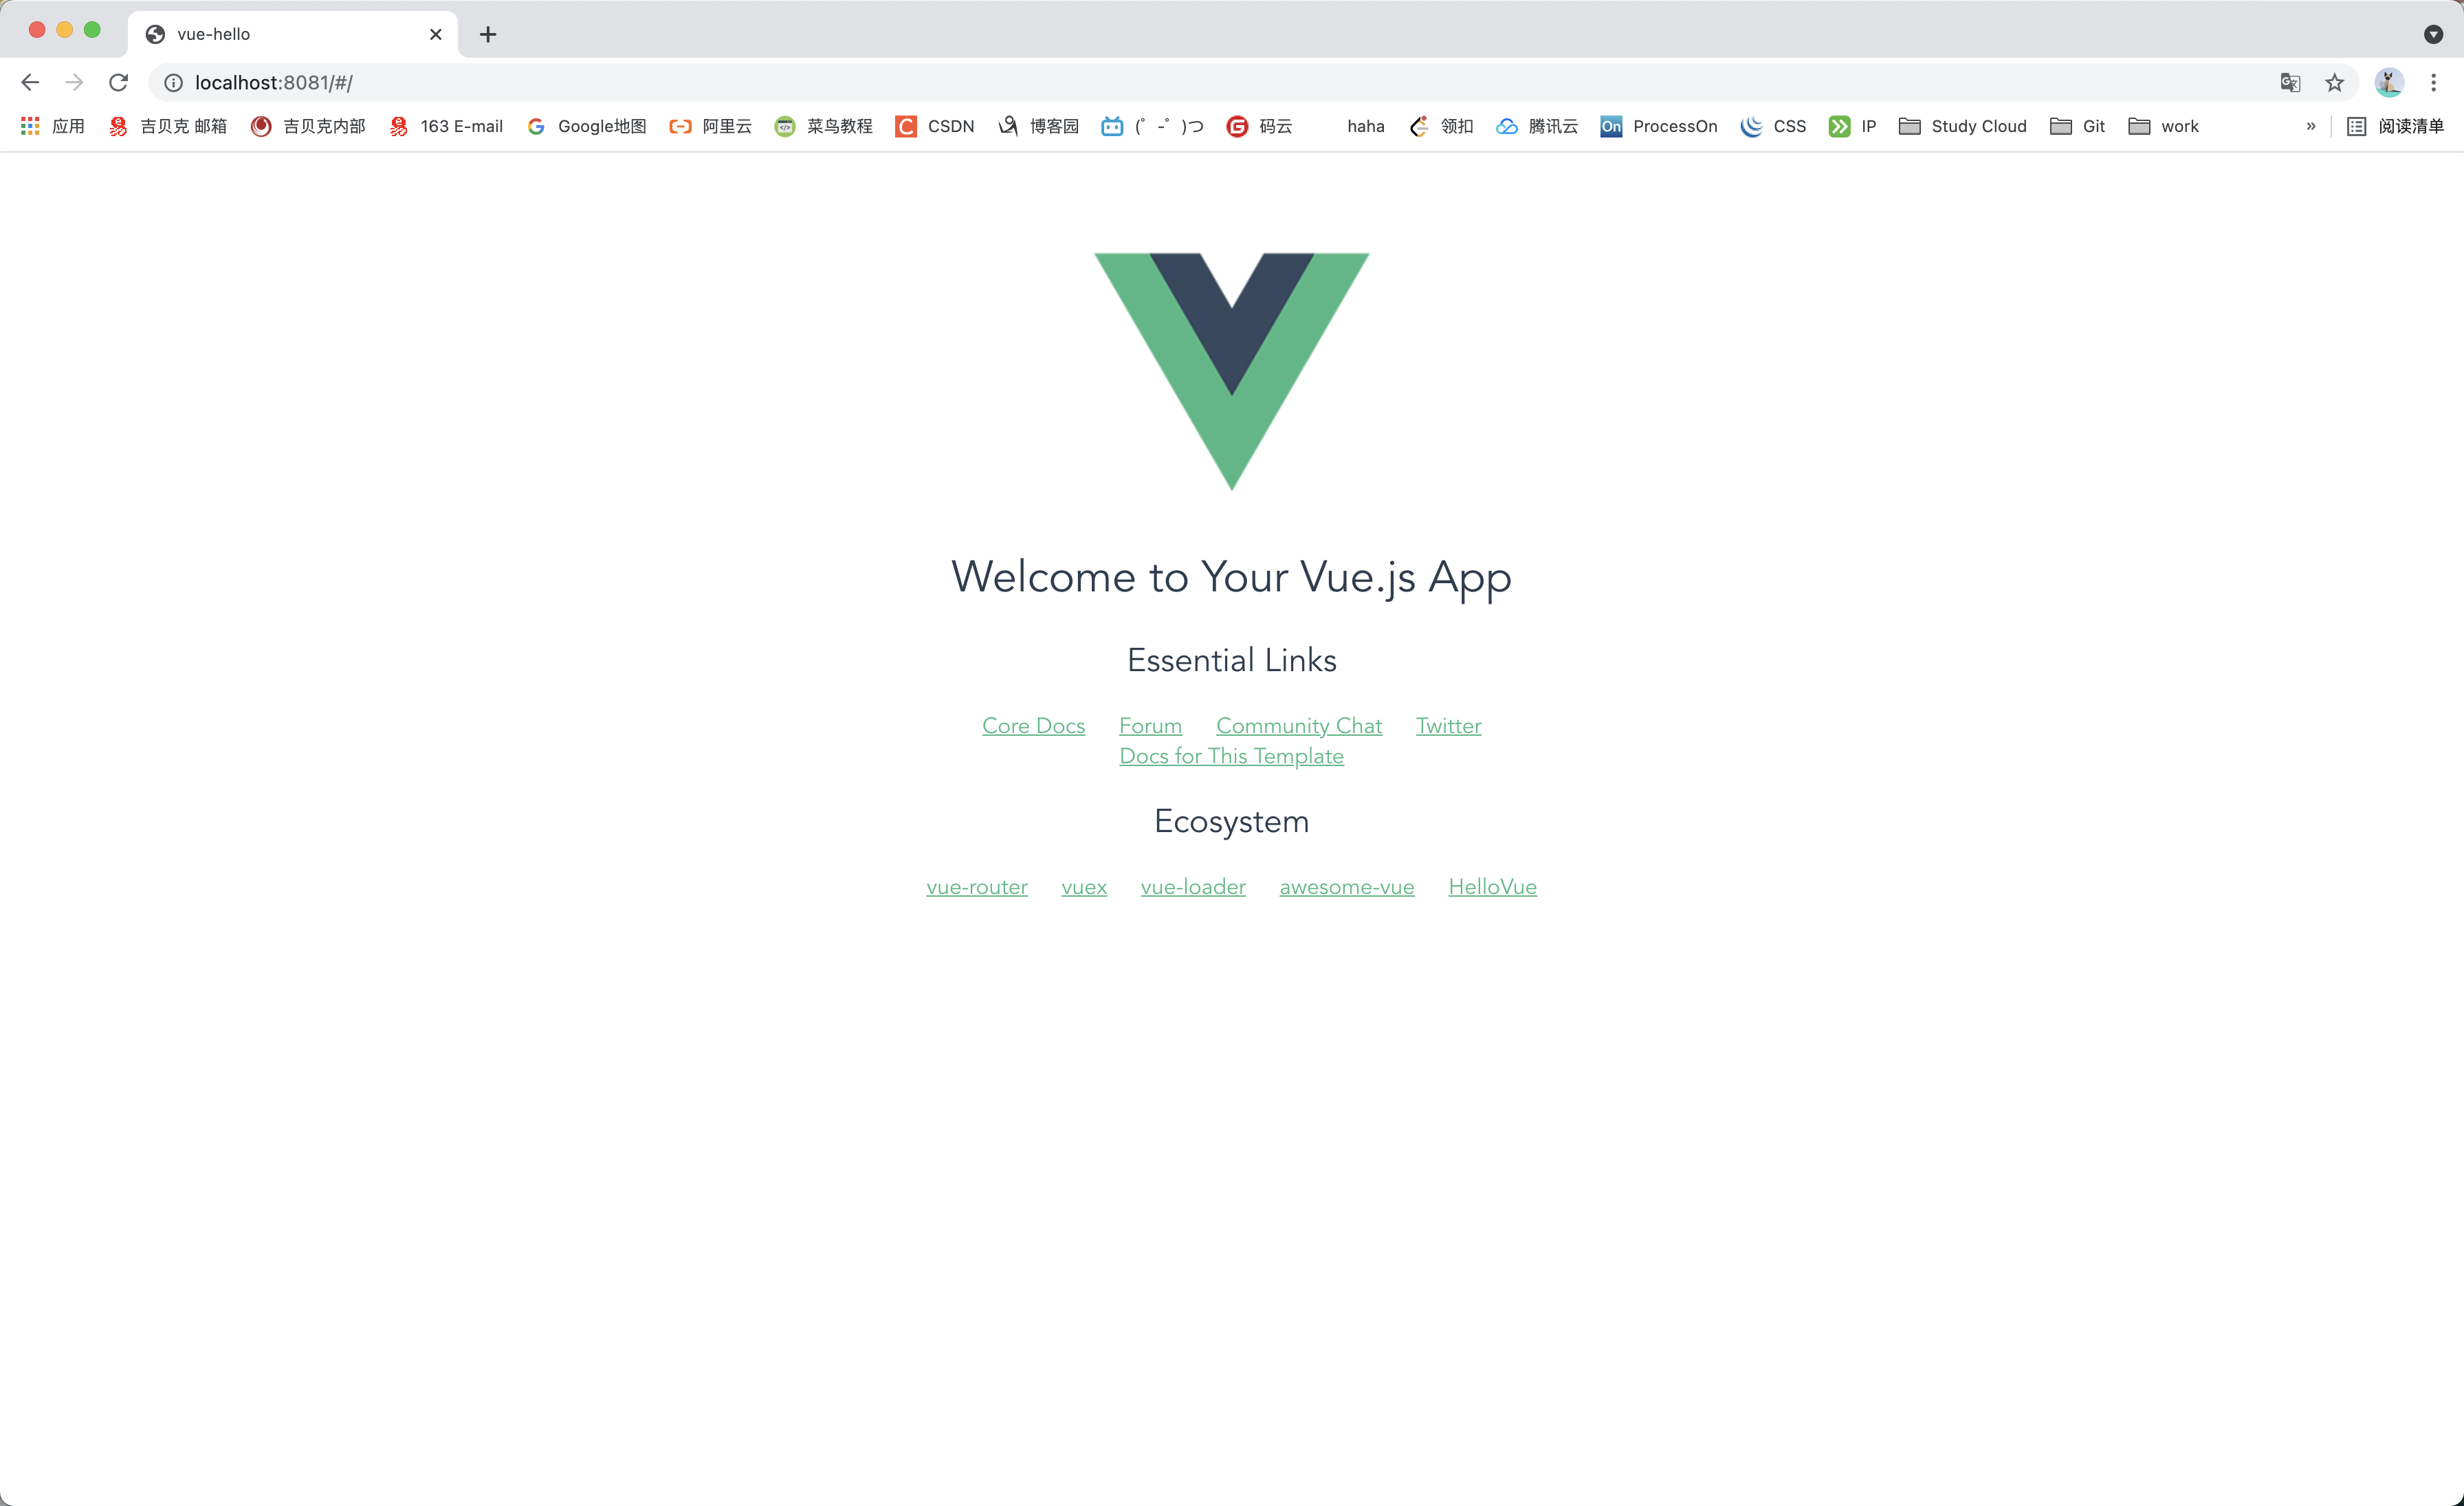 vue-hello
localhost:8081/#/
应用 吉贝克 邮箱 吉贝克内部 163 E-mail Google地图 阿里云 菜鸟教程 CSDN 博客园 (゜-゜)つ 码云 haha 领扣 腾讯云 On ProcessOn CSS IP Study Cloud Git work » 阅读清单
Welcome to Your Vue.js App
Essential Links
Core Docs Forum Community Chat Twitter
Docs for This Template
Ecosystem
vue-router vuex vue-loader awesome-vue HelloVue